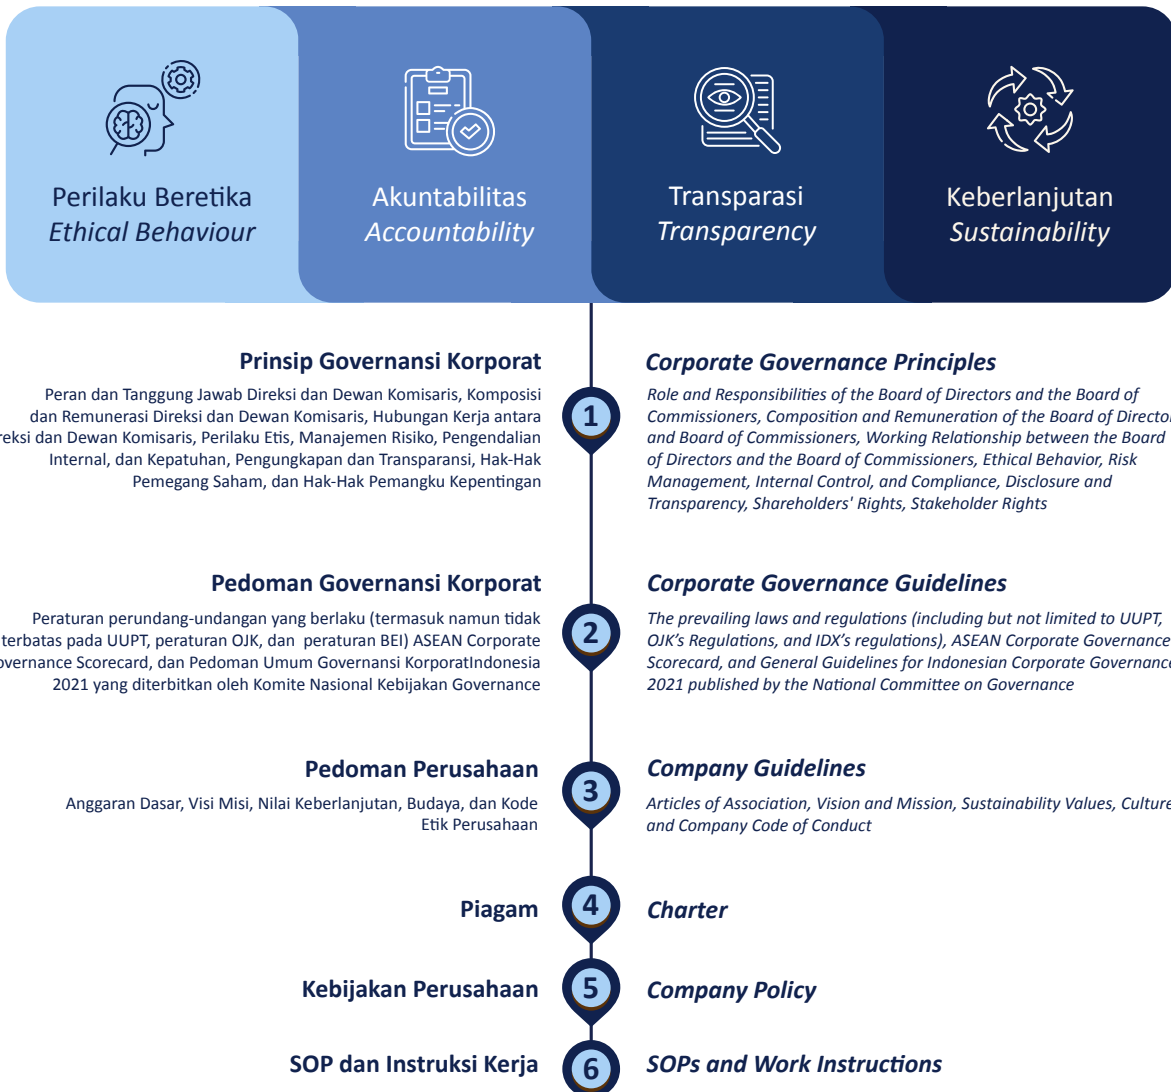 Perilaku Beretika
Ethical Behaviour
Akuntabilitas
Accountability
Transparasi
Transparency
Keberlanjutan
Sustainability
Prinsip Governansi Korporat
Peran dan Tanggung Jawab Direksi dan Dewan Komisaris, Komposisi
dan Remunerasi Direksi dan Dewan Komisaris, Hubungan Kerja antara
reksi dan Dewan Komisaris, Perilaku Etis, Manajemen Risiko, Pengendalian
Internal, dan Kepatuhan, Pengungkapan dan Transparansi, Hak-Hak
Pemegang Saham, dan Hak-Hak Pemangku Kepentingan
1
Corporate Governance Principles
Role and Responsibilities of the Board of Directors and the Board of
Commissioners, Composition and Remuneration of the Board of Director
and Board of Commissioners, Working Relationship between the Board
of Directors and the Board of Commissioners, Ethical Behavior, Risk
Management, Internal Control, and Compliance, Disclosure and
Transparency, Shareholders' Rights, Stakeholder Rights
Pedoman Governansi Korporat
Peraturan perundang-undangan yang berlaku (termasuk namun tidak
terbatas pada UUPT, peraturan OJK, dan peraturan BEI) ASEAN Corporate
overnance Scorecard, dan Pedoman Umum Governansi KorporatIndonesia
2021 yang diterbitkan oleh Komite Nasional Kebijakan Governance
2
Corporate Governance Guidelines
The prevailing laws and regulations (including but not limited to UUPT,
OJK's Regulations, and IDX's regulations), ASEAN Corporate Governance
Scorecard, and General Guidelines for Indonesian Corporate Governance
2021 published by the National Committee on Governance
Pedoman Perusahaan
Anggaran Dasar, Visi Misi, Nilai Keberlanjutan, Budaya, dan Kode
Etik Perusahaan
3
Company Guidelines
Articles of Association, Vision and Mission, Sustainability Values, Culture
and Company Code of Conduct
Piagam
4
Charter
Kebijakan Perusahaan
5
Company Policy
SOP dan Instruksi Kerja
6
SOPs and Work Instructions